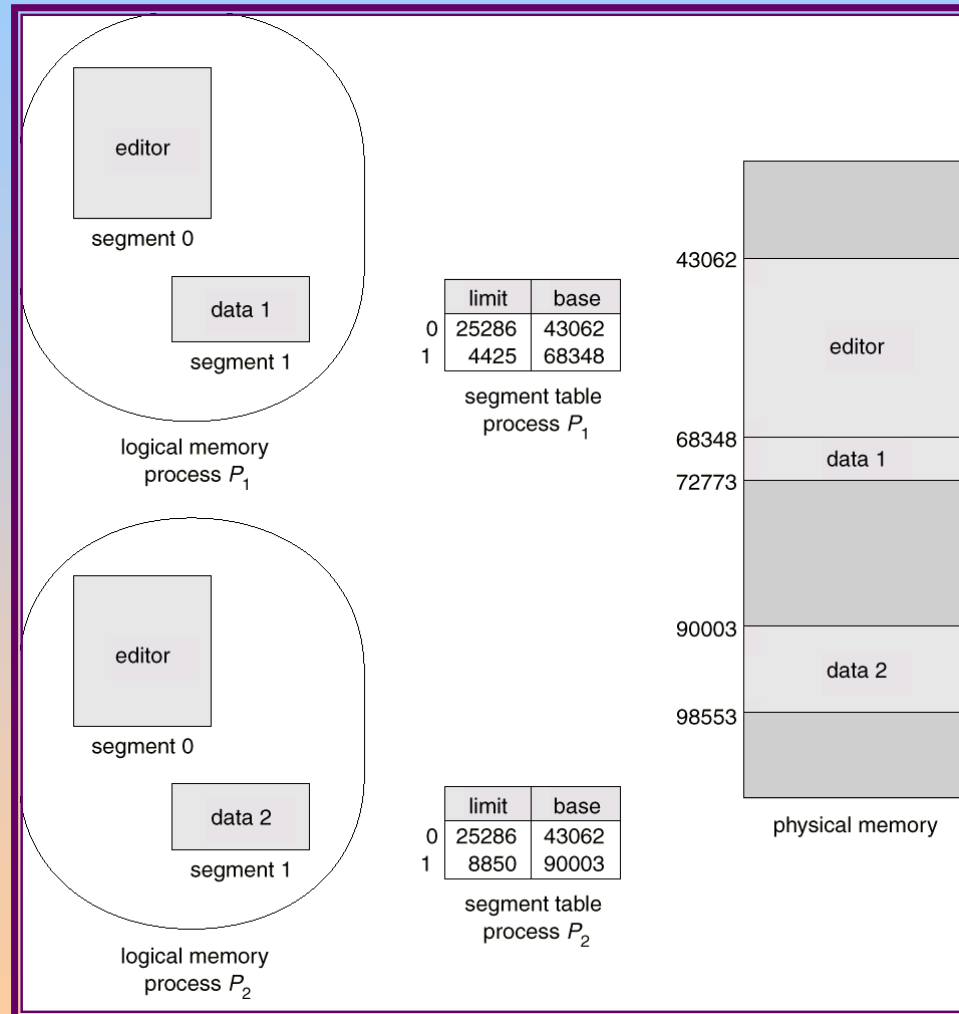 editor
segment 0
data 1
segment 1
logical memory
process P1
limit base
0 25286 43062
1 4425 68348
segment table
process P1
editor
segment 0
data 2
segment 1
logical memory
process P2
limit base
0 25286 43062
1 8850 90003
segment table
process P2
43062
editor
68348
data 1
72773
90003
data 2
98553
physical memory